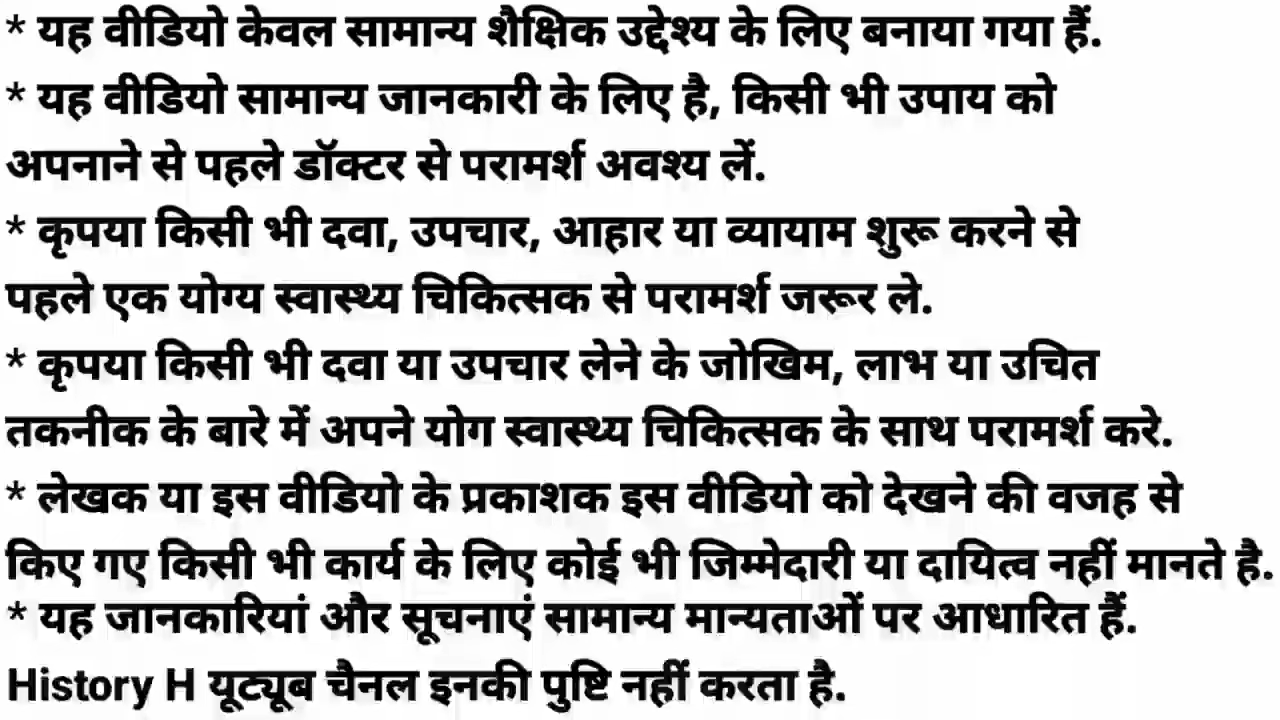 * यह वीडियो केवल सामान्य शैक्षिक उद्देश्य के लिए बनाया गया हैं.
* यह वीडियो सामान्य जानकारी के लिए है, किसी भी उपाय को
अपनाने से पहले डॉक्टर से परामर्श अवश्य लें.
* कृपया किसी भी दवा, उपचार, आहार या व्यायाम शुरू करने से
पहले एक योग्य स्वास्थ्य चिकित्सक से परामर्श जरूर ले.
* कृपया किसी भी दवा या उपचार लेने के जोखिम, लाभ या उचित
तकनीक के बारे में अपने योग स्वास्थ्य चिकित्सक के साथ परामर्श करे.
* लेखक या इस वीडियो के प्रकाशक इस वीडियो को देखने की वजह से
किए गए किसी भी कार्य के लिए कोई भी जिम्मेदारी या दायित्व नहीं मानते है.
* यह जानकारियां और सूचनाएं सामान्य मान्यताओं पर आधारित हैं.
History H यूट्यूब चैनल इनकी पुष्टि नहीं करता है.